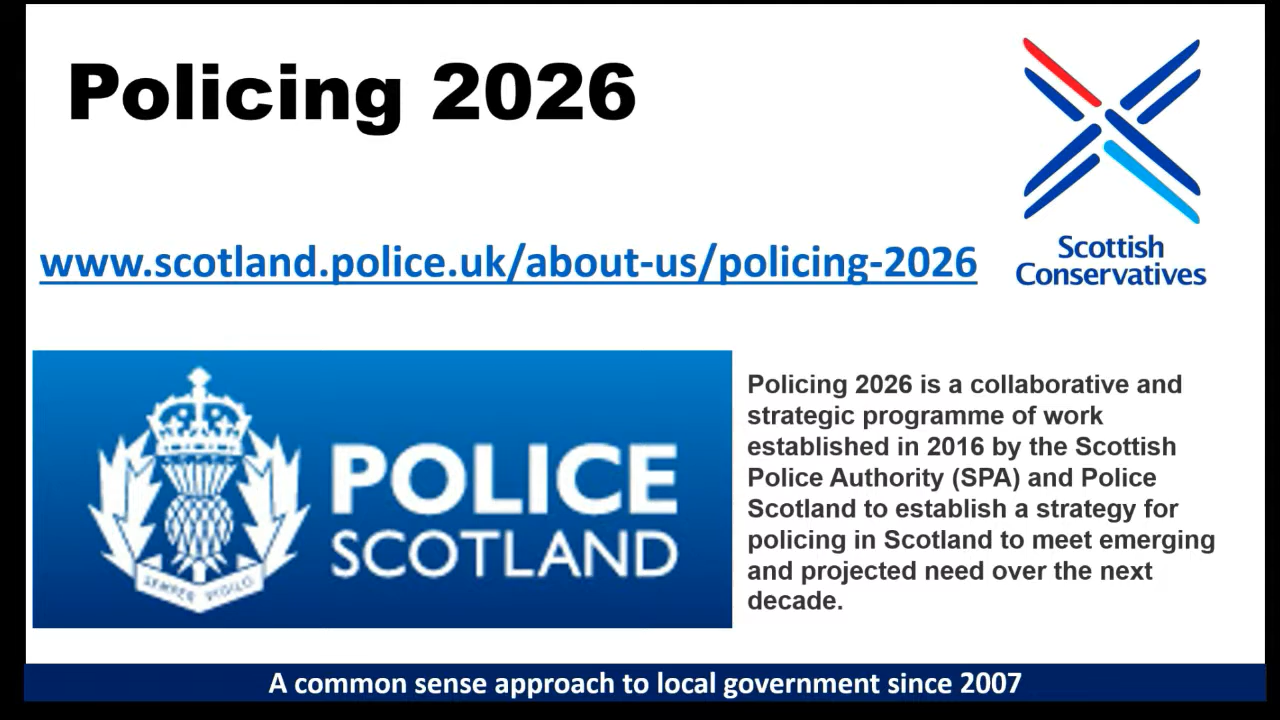 Policing 2026
www.scotland.police.uk/about-us/policing-2026
Scottish
Conservatives
POLICE
SCOTLAND
SEMPER VIGILO
Policing 2026 is a collaborative and
strategic programme of work
established in 2016 by the Scottish
Police Authority (SPA) and Police
Scotland to establish a strategy for
policing in Scotland to meet emerging
and projected need over the next
decade.
A common sense approach to local government since 2007